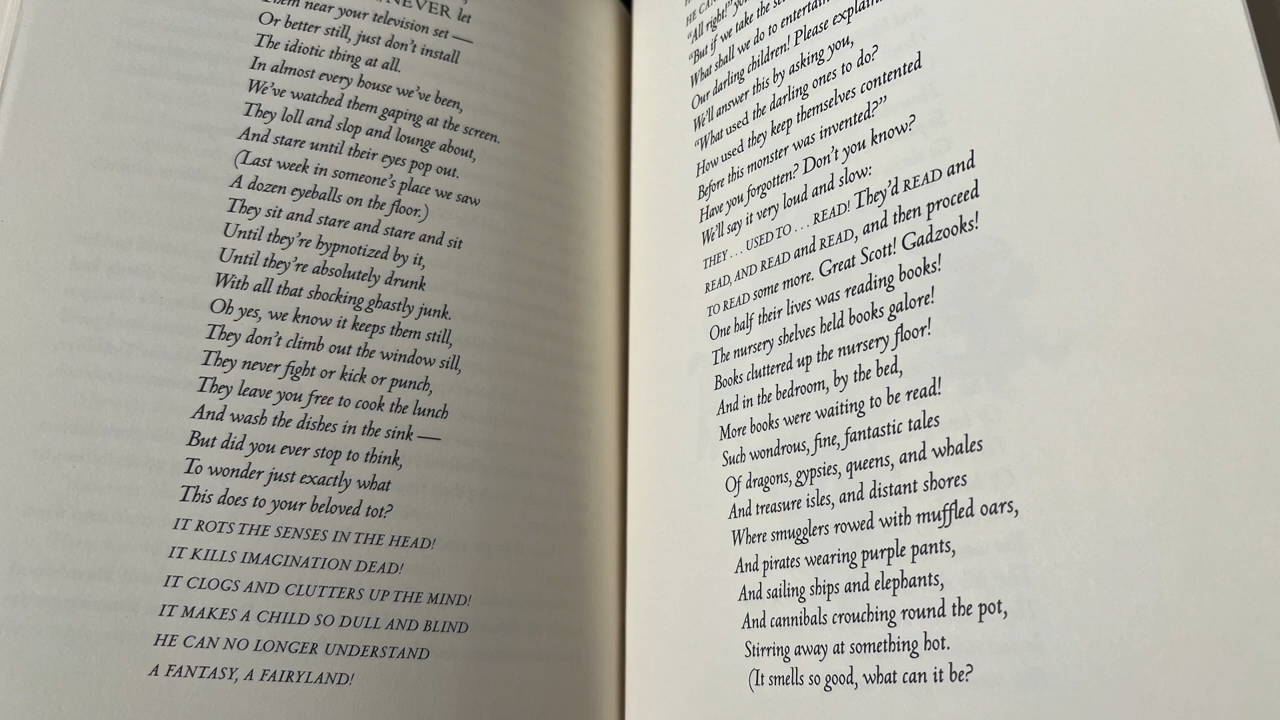 NEVER let
Them near your television set —
Or better still, just don't install
The idiotic thing at all.
In almost every house we've been,
We've watched them gaping at the screen.
They loll and slop and lounge about,
And stare until their eyes pop out.
(Last week in someone's place we saw
A dozen eyeballs on the floor.)
They sit and stare and stare and sit
Until they're hypnotized by it,
Until they're absolutely drunk
With all that shocking ghastly junk.
Oh yes, we know it keeps them still,
They don't climb out the window sill,
They never fight or kick or punch,
They leave you free to cook the lunch
And wash the dishes in the sink —
But did you ever stop to think,
To wonder just exactly what
This does to your beloved tot?
IT ROTS THE SENSES IN THE HEAD!
IT KILLS IMAGINATION DEAD!
IT CLOGS AND CLUTTERS UP THE MIND!
IT MAKES A CHILD SO DULL AND BLIND
HE CAN NO LONGER UNDERSTAND
A FANTASY, A FAIRYLAND!
HE CAN
"All right!"
"But if we take the
What shall we do to entertain
Our darling children! Please explain
We'll answer this by asking you,
"What used the darling ones to do?
How used they keep themselves contented
Before this monster was invented?"
Have you forgotten? Don't you know?
We'll say it very loud and slow:
THEY . . . USED TO . . . READ! They'd READ and
READ, AND READ and READ, and then proceed
TO READ some more. Great Scott! Gadzooks!
One half their lives was reading books!
The nursery shelves held books galore!
Books cluttered up the nursery floor!
And in the bedroom, by the bed,
More books were waiting to be read!
Such wondrous, fine, fantastic tales
Of dragons, gypsies, queens, and whales
And treasure isles, and distant shores
Where smugglers rowed with muffled oars,
And pirates wearing purple pants,
And sailing ships and elephants,
And cannibals crouching round the pot,
Stirring away at something hot.
(It smells so good, what can it be?